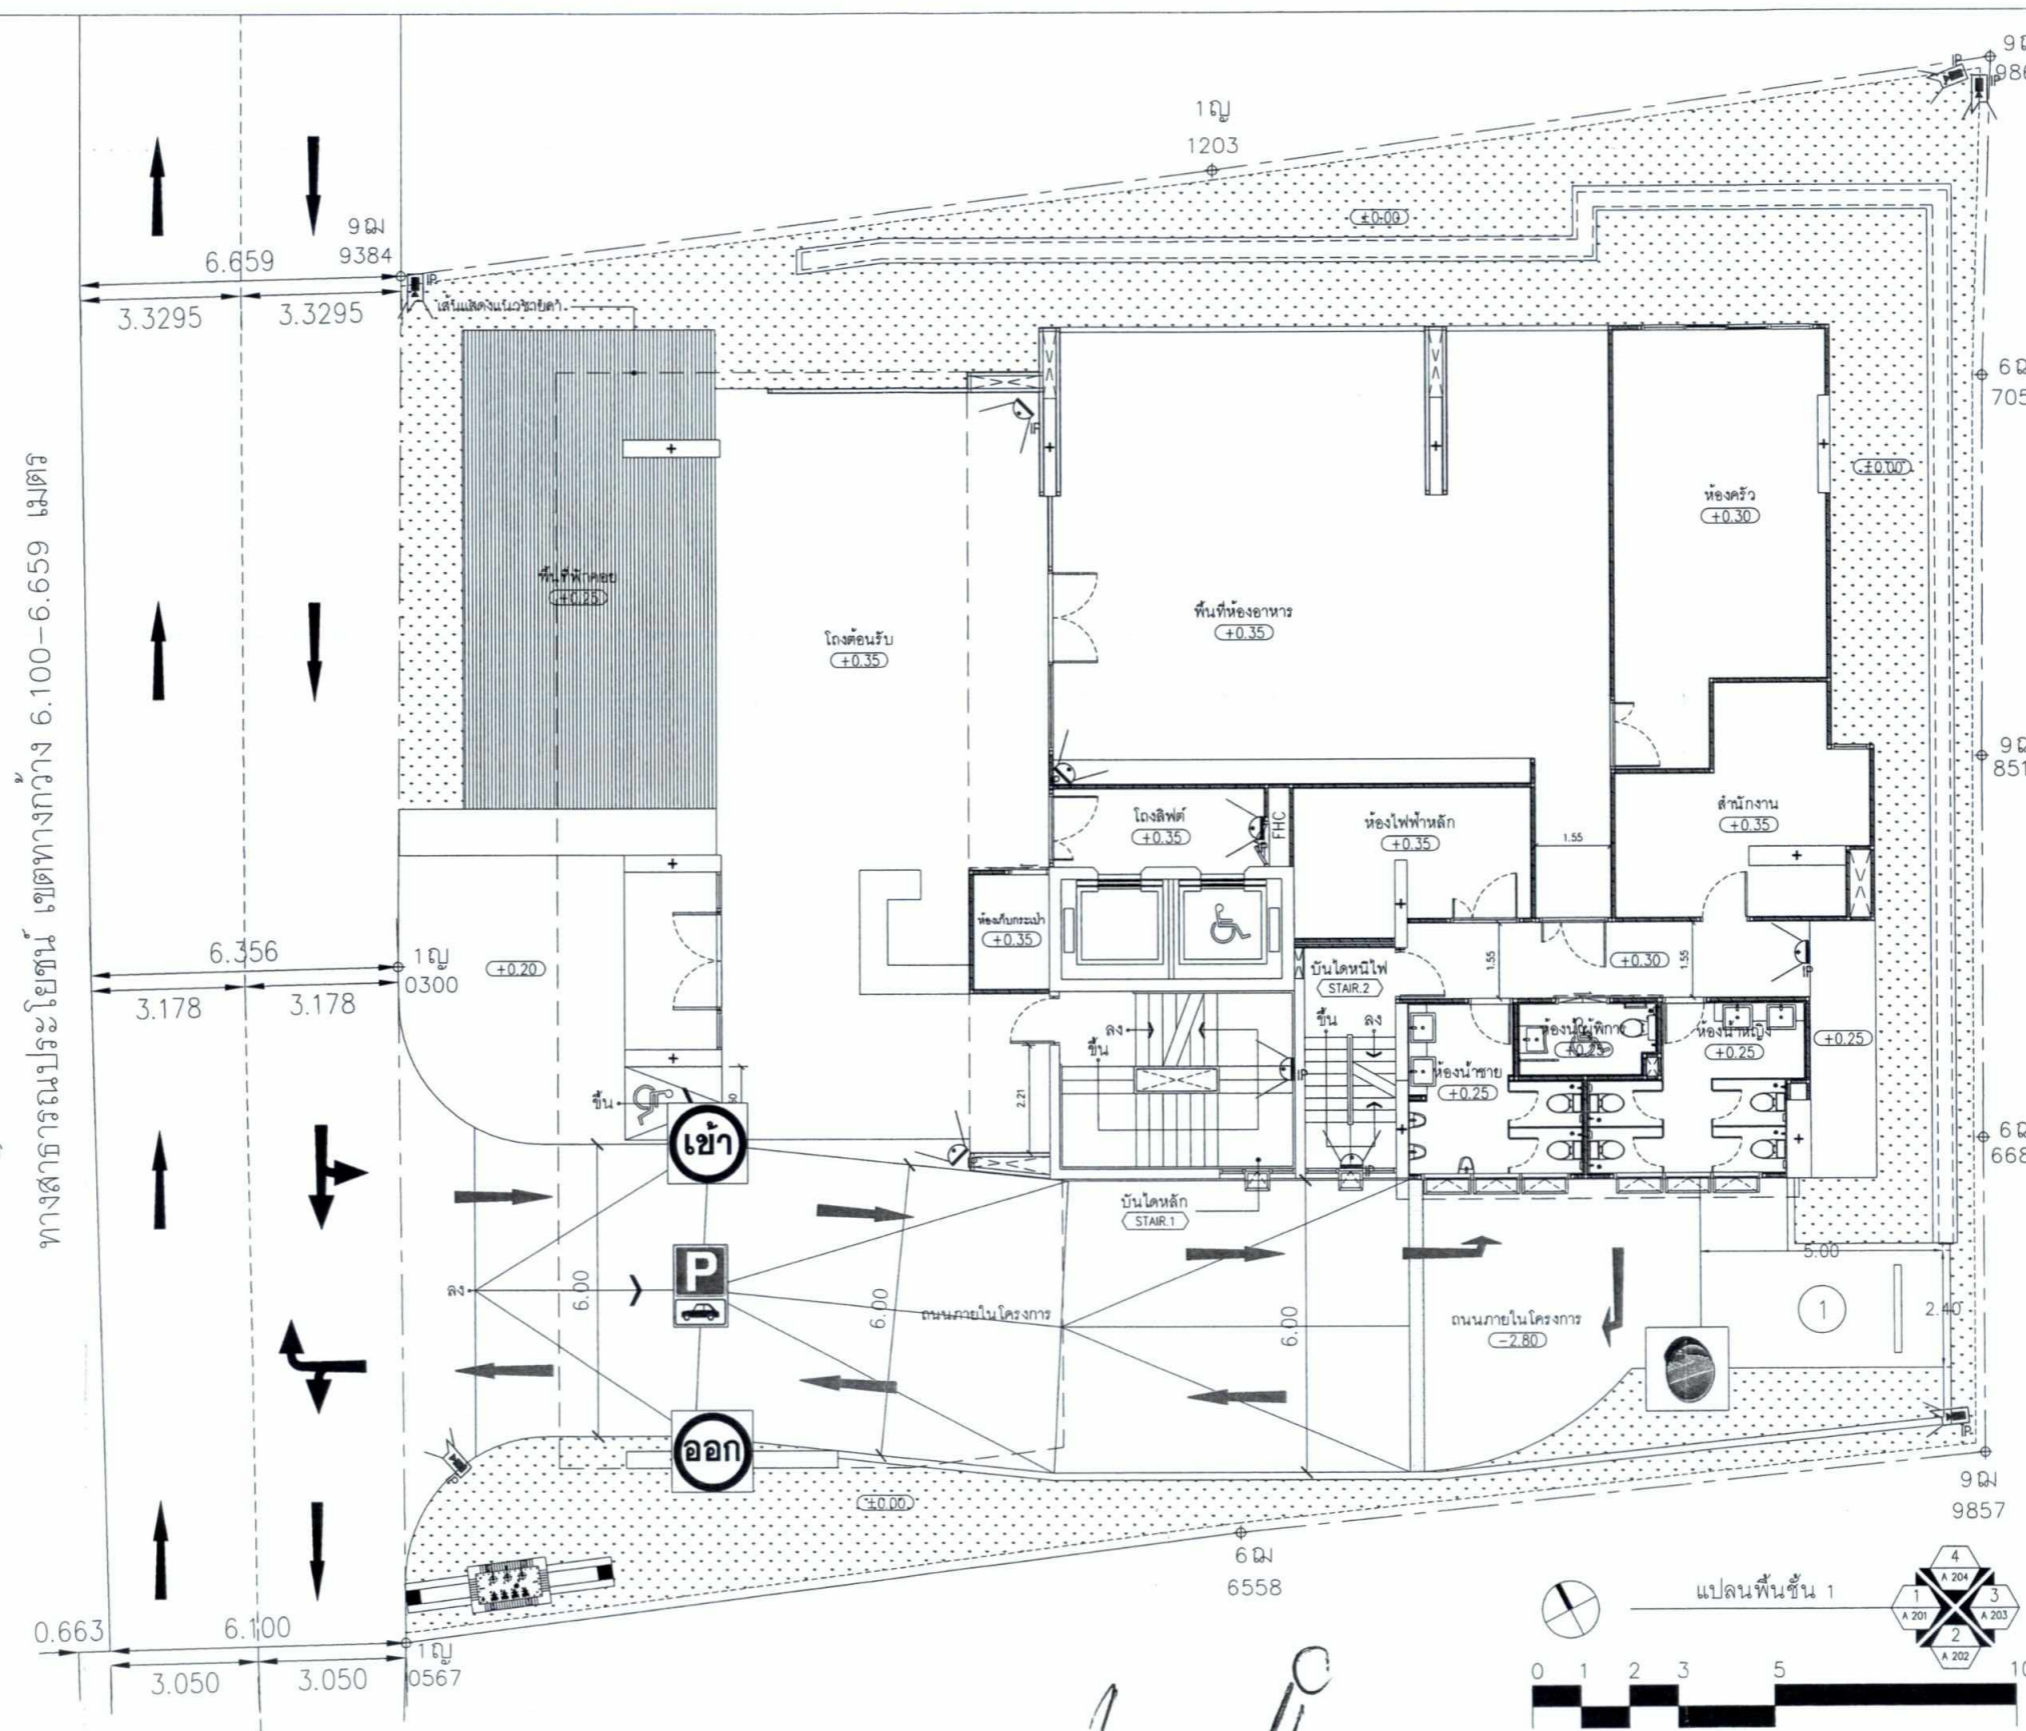 9ฌ
1ญ
1203
IP
IP
±0.00
9ฌ
9384
6.659
3.3295
3.3295
IP
เส้นแสดงแนวชายคา
ทางสาธารณประโยชน์ เขตทางกว้าง 6.100-6.659 เมตร
IP
±0.00
ห้องครัว
+0.30
พื้นที่พักคอย
+0.25
โถงต้อนรับ
+0.35
พื้นที่ห้องอาหาร
+0.35
โถงลิฟต์
+0.35
FHC
ห้องไฟฟ้าหลัก
+0.35
1.55
สำนักงาน
+0.35
ห้องเก็บกระเป๋า
+0.35
6.356
3.178
3.178
1ญ
0300
+0.20
บันไดหนีไฟ
STAIR.2
1.55
+0.30
1.55
IP
ลง
ขึ้น
ขึ้น
ลง
IP
2.21
ห้องน้ำผู้พิการ
+0.25
ห้องน้ำหญิง
+0.25
+0.25
ห้องน้ำชาย
+0.25
ขึ้น
เข้า
IP
บันไดหลัก
STAIR.1
ลง
6.00
P
6.00
ถนนภายในโครงการ
6.00
ถนนภายในโครงการ
-2.80
5.00
1
2.40
ออก
IP
±0.00
9ฌ
9857
6ฌ
6558
0.663
6.100
3.050
3.050
1ญ
0567
แปลนพื้นชั้น 1
4
A 204
1
A 201
3
A 203
2
A 202
0 1 2 3 5